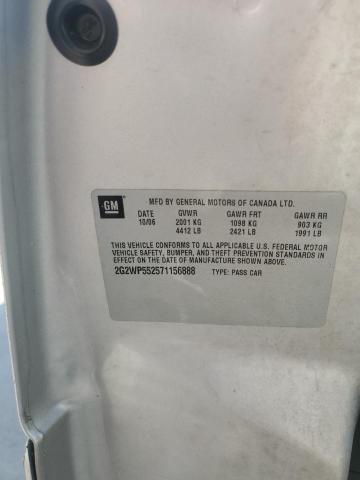 GM MFD BY GENERAL MOTORS OF CANADA LTD.
DATE GVWR GAWR FRT GAWR RR
10/06 2001 KG 1098 KG 903 KG
4412 LB 2421 LB 1991 LB
THIS VEHICLE CONFORMS TO ALL APPLICABLE U.S. FEDERAL MOTOR
VEHICLE SAFETY, BUMPER, AND THEFT PREVENTION STANDARDS IN
EFFECT ON THE DATE OF MANUFACTURE SHOWN ABOVE.
2G2WP552571156888 TYPE: PASS CAR